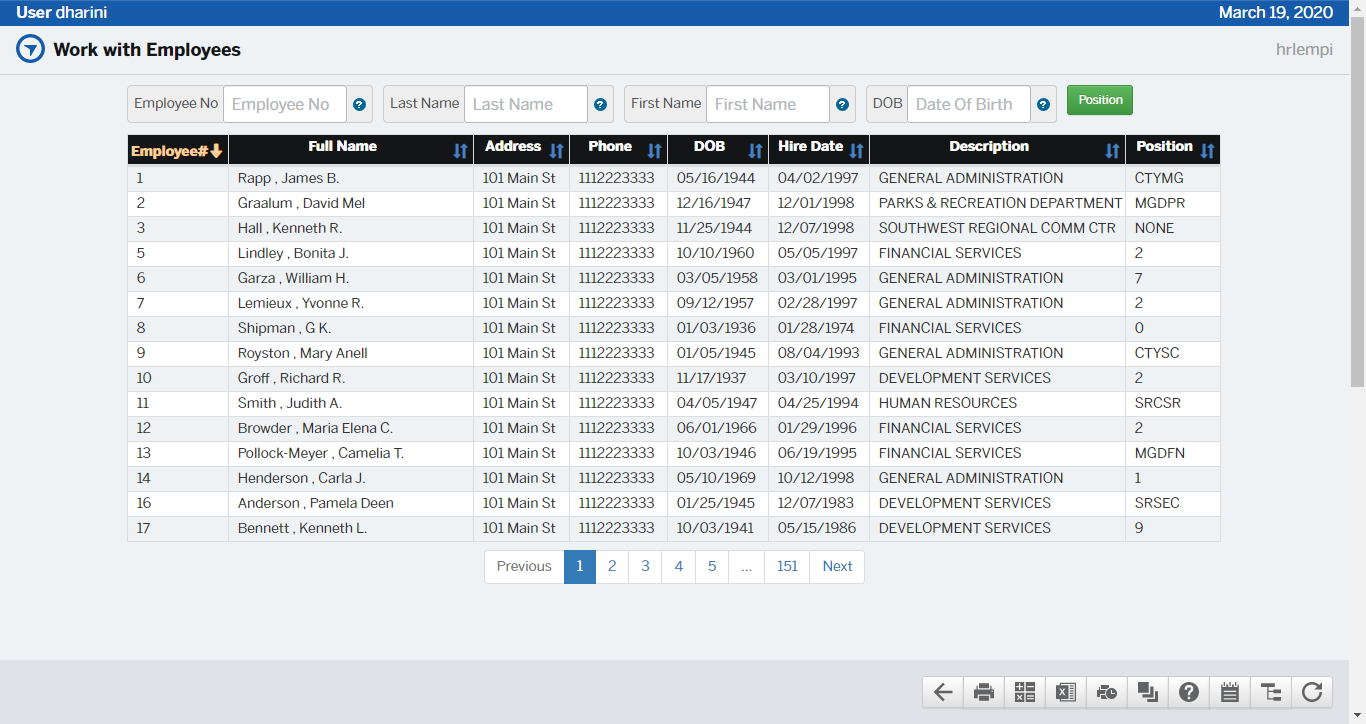 User dharini March 19, 2020
Work with Employees hrlempi
Employee No Employee No ? Last Name Last Name ? First Name First Name ? DOB Date Of Birth ? Position
Employee# Full Name Address Phone DOB Hire Date Description Position
1 Rapp , James B. 101 Main St 1112223333 05/16/1944 04/02/1997 GENERAL ADMINISTRATION CTYMG
2 Graalum , David Mel 101 Main St 1112223333 12/16/1947 12/01/1998 PARKS & RECREATION DEPARTMENT MGDPR
3 Hall , Kenneth R. 101 Main St 1112223333 11/25/1944 12/07/1998 SOUTHWEST REGIONAL COMM CTR NONE
5 Lindley , Bonita J. 101 Main St 1112223333 10/10/1960 05/05/1997 FINANCIAL SERVICES 2
6 Garza , William H. 101 Main St 1112223333 03/05/1958 03/01/1995 GENERAL ADMINISTRATION 7
7 Lemieux , Yvonne R. 101 Main St 1112223333 09/12/1957 02/28/1997 GENERAL ADMINISTRATION 2
8 Shipman , G K. 101 Main St 1112223333 01/03/1936 01/28/1974 FINANCIAL SERVICES 0
9 Royston , Mary Anell 101 Main St 1112223333 01/05/1945 08/04/1993 GENERAL ADMINISTRATION CTYSC
10 Groff , Richard R. 101 Main St 1112223333 11/17/1937 03/10/1997 DEVELOPMENT SERVICES 2
11 Smith , Judith A. 101 Main St 1112223333 04/05/1947 04/25/1994 HUMAN RESOURCES SRCSR
12 Browder , Maria Elena C. 101 Main St 1112223333 06/01/1966 01/29/1996 FINANCIAL SERVICES 2
13 Pollock-Meyer , Camelia T. 101 Main St 1112223333 10/03/1946 06/19/1995 FINANCIAL SERVICES MGDFN
14 Henderson , Carla J. 101 Main St 1112223333 05/10/1969 10/12/1998 GENERAL ADMINISTRATION 1
16 Anderson , Pamela Deen 101 Main St 1112223333 01/25/1945 12/07/1983 DEVELOPMENT SERVICES SRSEC
17 Bennett , Kenneth L. 101 Main St 1112223333 10/03/1941 05/15/1986 DEVELOPMENT SERVICES 9
Previous 1 2 3 4 5 ... 151 Next